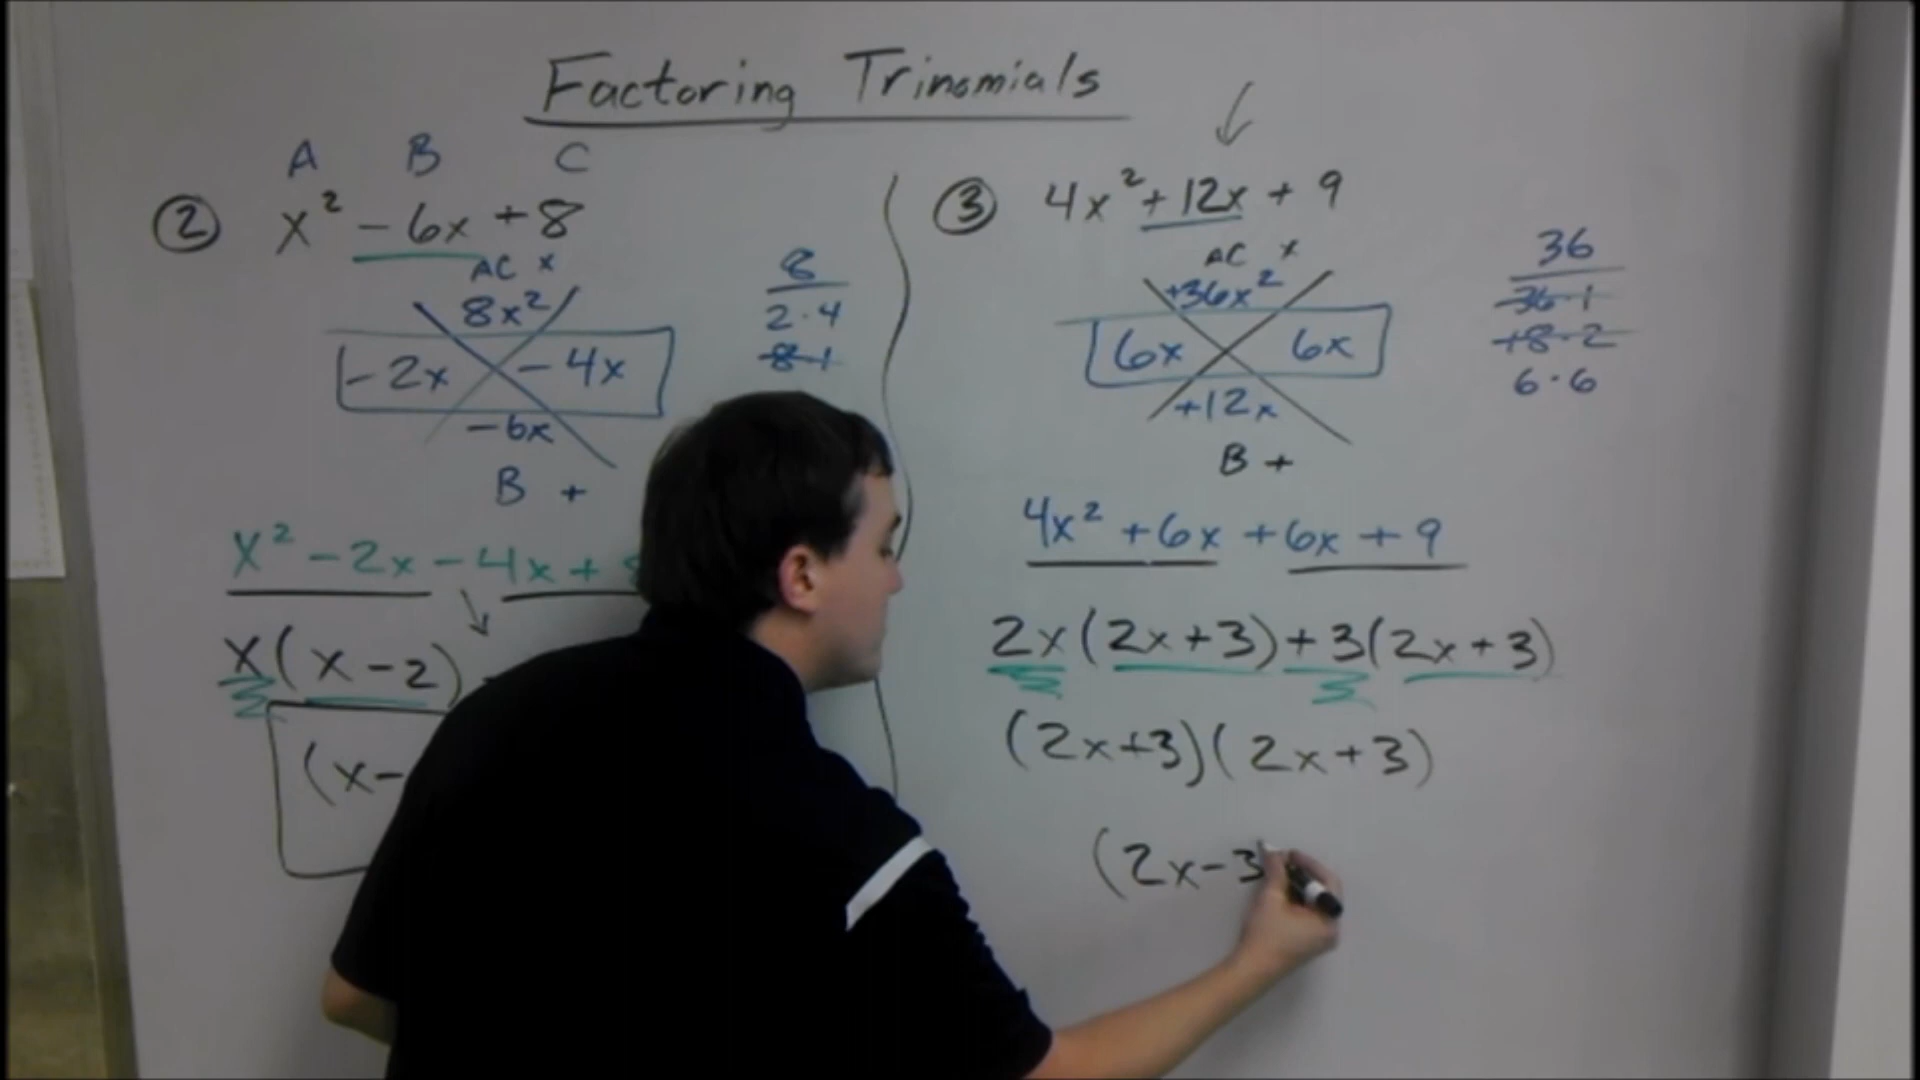 Factoring Trinomials
A B C
② x² - 6x + 8
AC x
8x²
- 2x - 4x
- 6x
B +
8
2 · 4
8 · 1
x² - 2x - 4x +
x(x - 2)
(x -
③ 4x² + 12x + 9
AC x
+36x²
6x 6x
+12x
B +
36
36 · 1
18 · 2
6 · 6
4x² + 6x + 6x + 9
2x(2x + 3) + 3(2x + 3)
(2x+3)(2x + 3)
(2x - 3